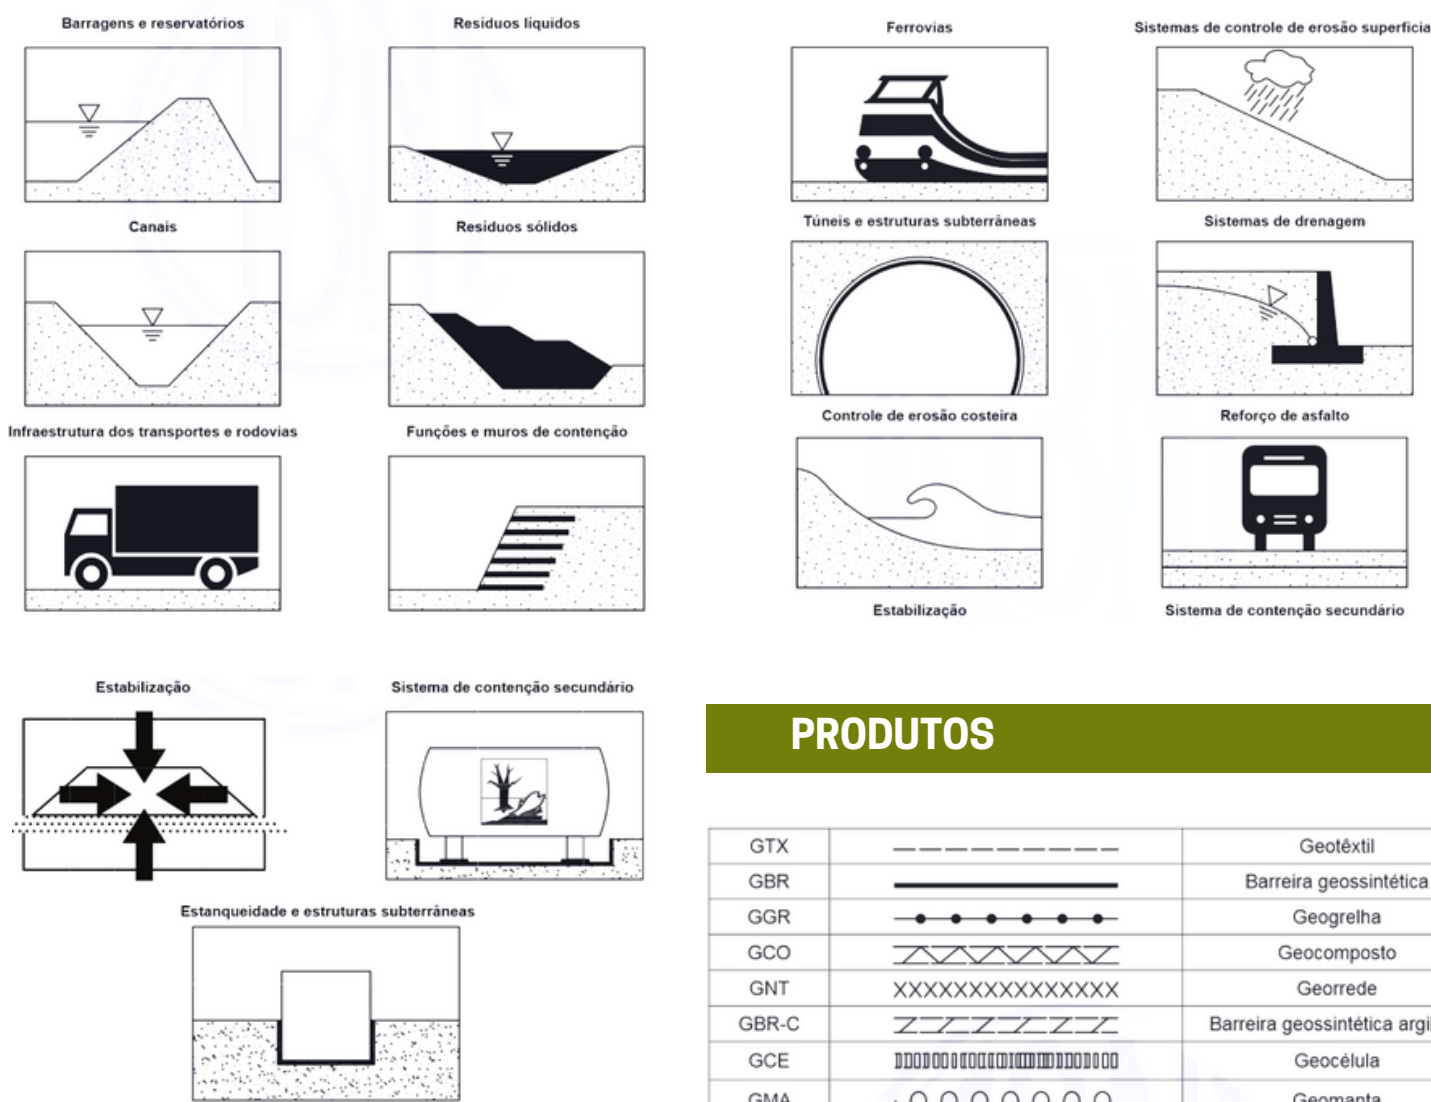 Barragens e reservatórios
Resíduos líquidos
Canais
Resíduos sólidos
Infraestrutura dos transportes e rodovias
Funções e muros de contenção
Ferrovias
Sistemas de controle de erosão superficia
Túneis e estruturas subterrâneas
Sistemas de drenagem
Controle de erosão costeira
Reforço de asfalto
Estabilização
Sistema de contenção secundário
Estabilização
Sistema de contenção secundário
Estanqueidade e estruturas subterrâneas
PRODUTOS
GTX Geotêxtil
GBR Barreira geossintética
GGR Geogrelha
GCO Geocomposto
GNT Georrede
GBR-C Barreira geossintética argil
GCE Geocélula
GMA Geomanta